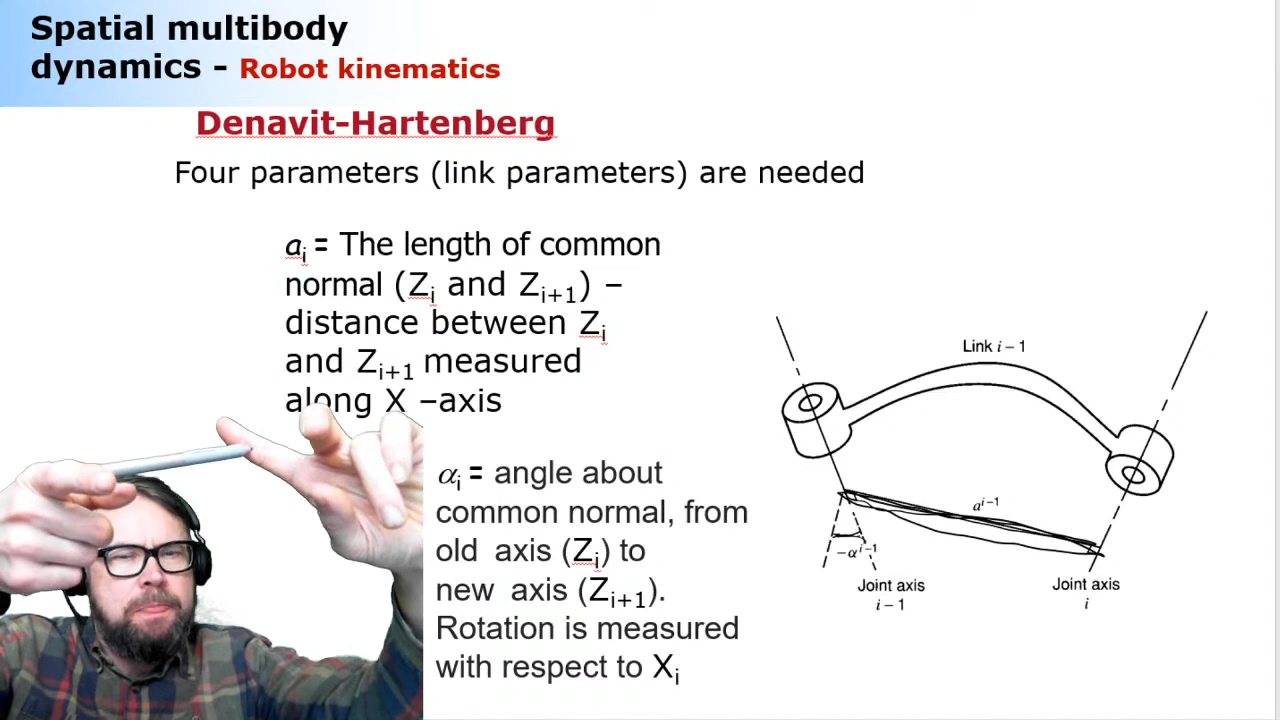 Spatial multibody
dynamics – Robot kinematics
Denavit-Hartenberg
Four parameters (link parameters) are needed
aᵢ = The length of common
normal (Zᵢ and Zᵢ₊₁) –
distance between Zᵢ
and Zᵢ₊₁ measured
along X –axis
αᵢ = angle about
common normal, from
old axis (Zᵢ) to
new axis (Zᵢ₊₁).
Rotation is measured
with respect to Xᵢ
Link i – 1
aⁱ⁻¹
–αⁱ⁻¹
Joint axis
i – 1
Joint axis
i